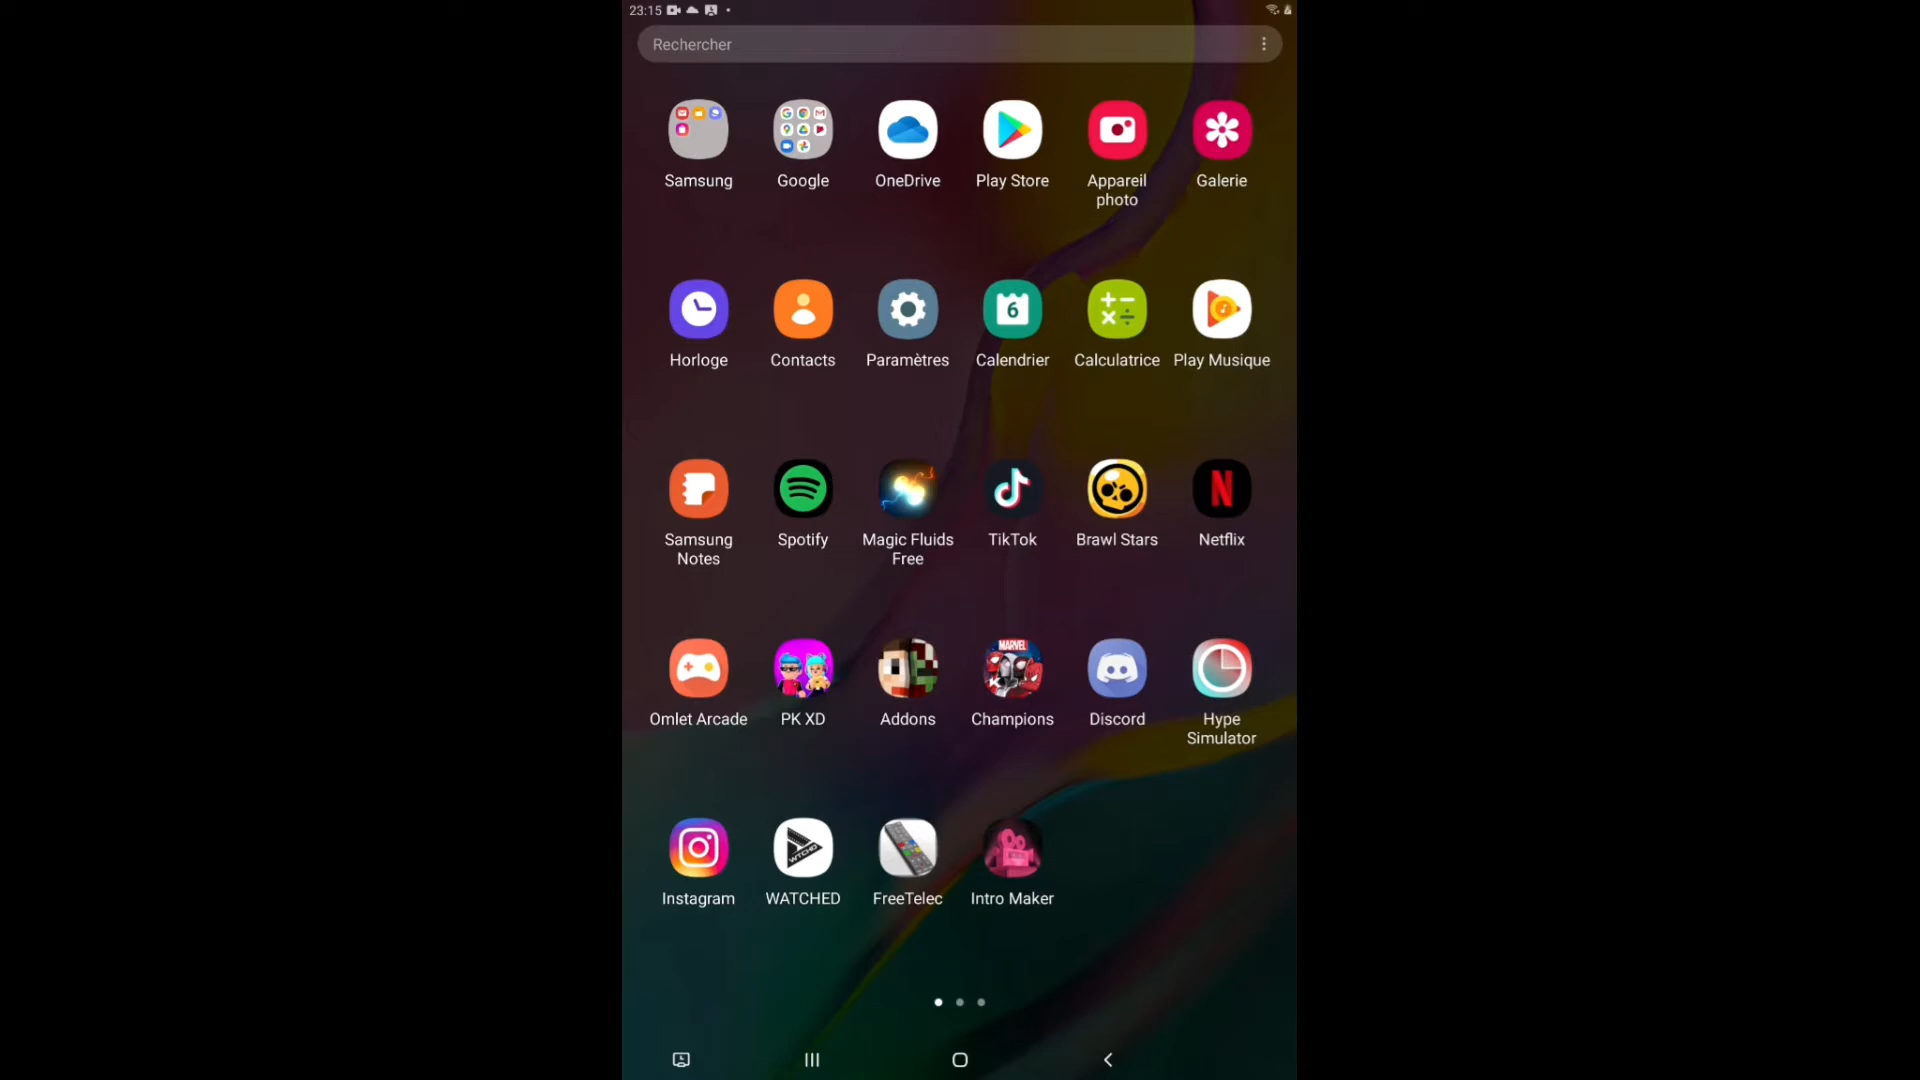 23:15
Rechercher
Samsung
Google
OneDrive
Play Store
Appareil
photo
Galerie
Horloge
Contacts
Paramètres
6
Calendrier
Calculatrice
Play Musique
Samsung
Notes
Spotify
Magic Fluids
Free
TikTok
Brawl Stars
N
Netflix
Omlet Arcade
PK XD
Addons
MARVEL
Champions
Discord
Hype
Simulator
Instagram
WTCHD
WATCHED
FreeTelec
Intro Maker